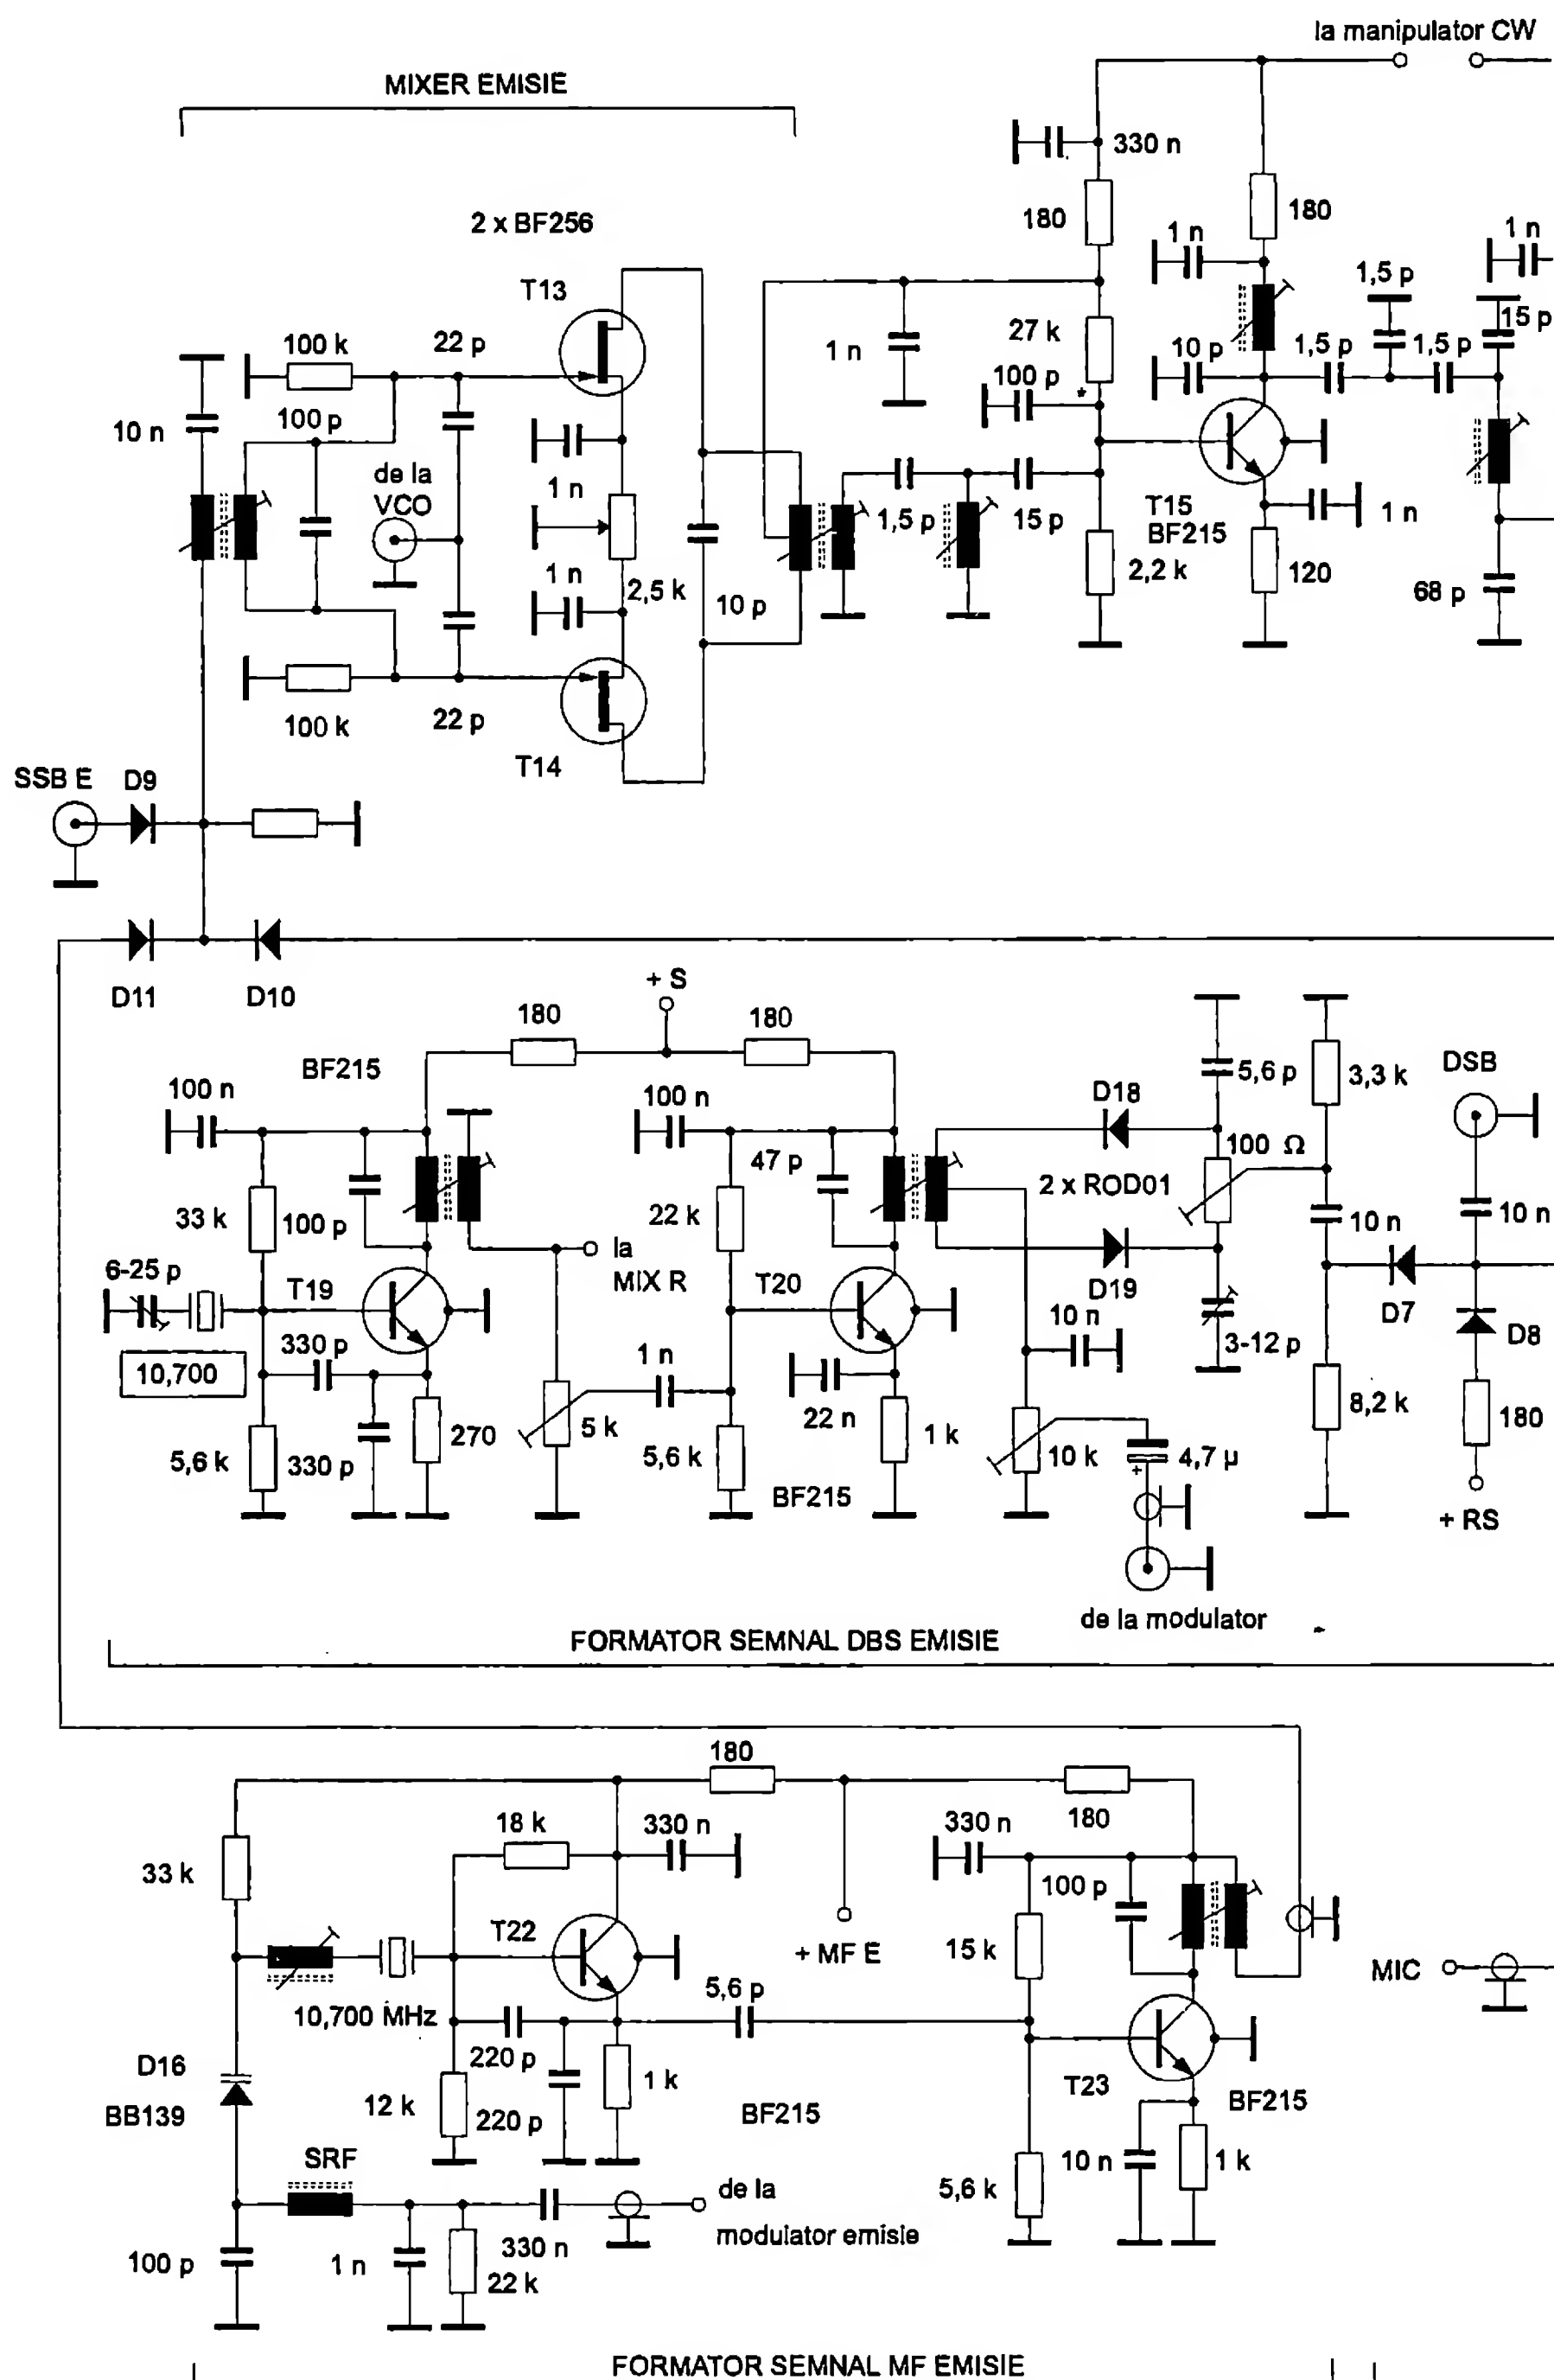 la manipulator CW
MIXER EMISIE
330 n
2 x BF256
180
180
1 n
1 n
T13
1,5 p
15 p
100 k
22 p
1 n
27 k
10 p
1,5 p
1,5 p
100 p
*
10 n
100 p
de la
VCO
1 n
1,5 p
15 p
T15
BF215
1 n
1 n
2,5 k
10 p
2,2 k
120
68 p
100 k
22 p
T14
SSB E
D9
D11
D10
+ S
180
180
BF215
100 n
100 n
D18
5,6 p
3,3 k
DSB
47 p
100 Ω
2 x ROD01
33 k
100 p
22 k
10 n
10 n
6-25 p
T19
la
MIX R
T20
D19
D7
10 n
3-12 p
D8
330 p
1 n
10,700
22 n
8,2 k
180
5,6 k
330 p
270
5 k
5,6 k
1 k
10 k
4,7 µ
+
BF215
+ RS
de la modulator
FORMATOR SEMNAL DBS EMISIE
180
18 k
330 n
330 n
180
33 k
100 p
T22
+ MF E
15 k
MIC
10,700 MHz
5,6 p
D16
220 p
1 k
T23
BF215
BB139
12 k
220 p
BF215
SRF
10 n
1 k
5,6 k
de la
modulator emisie
100 p
1 n
330 n
22 k
FORMATOR SEMNAL MF EMISIE